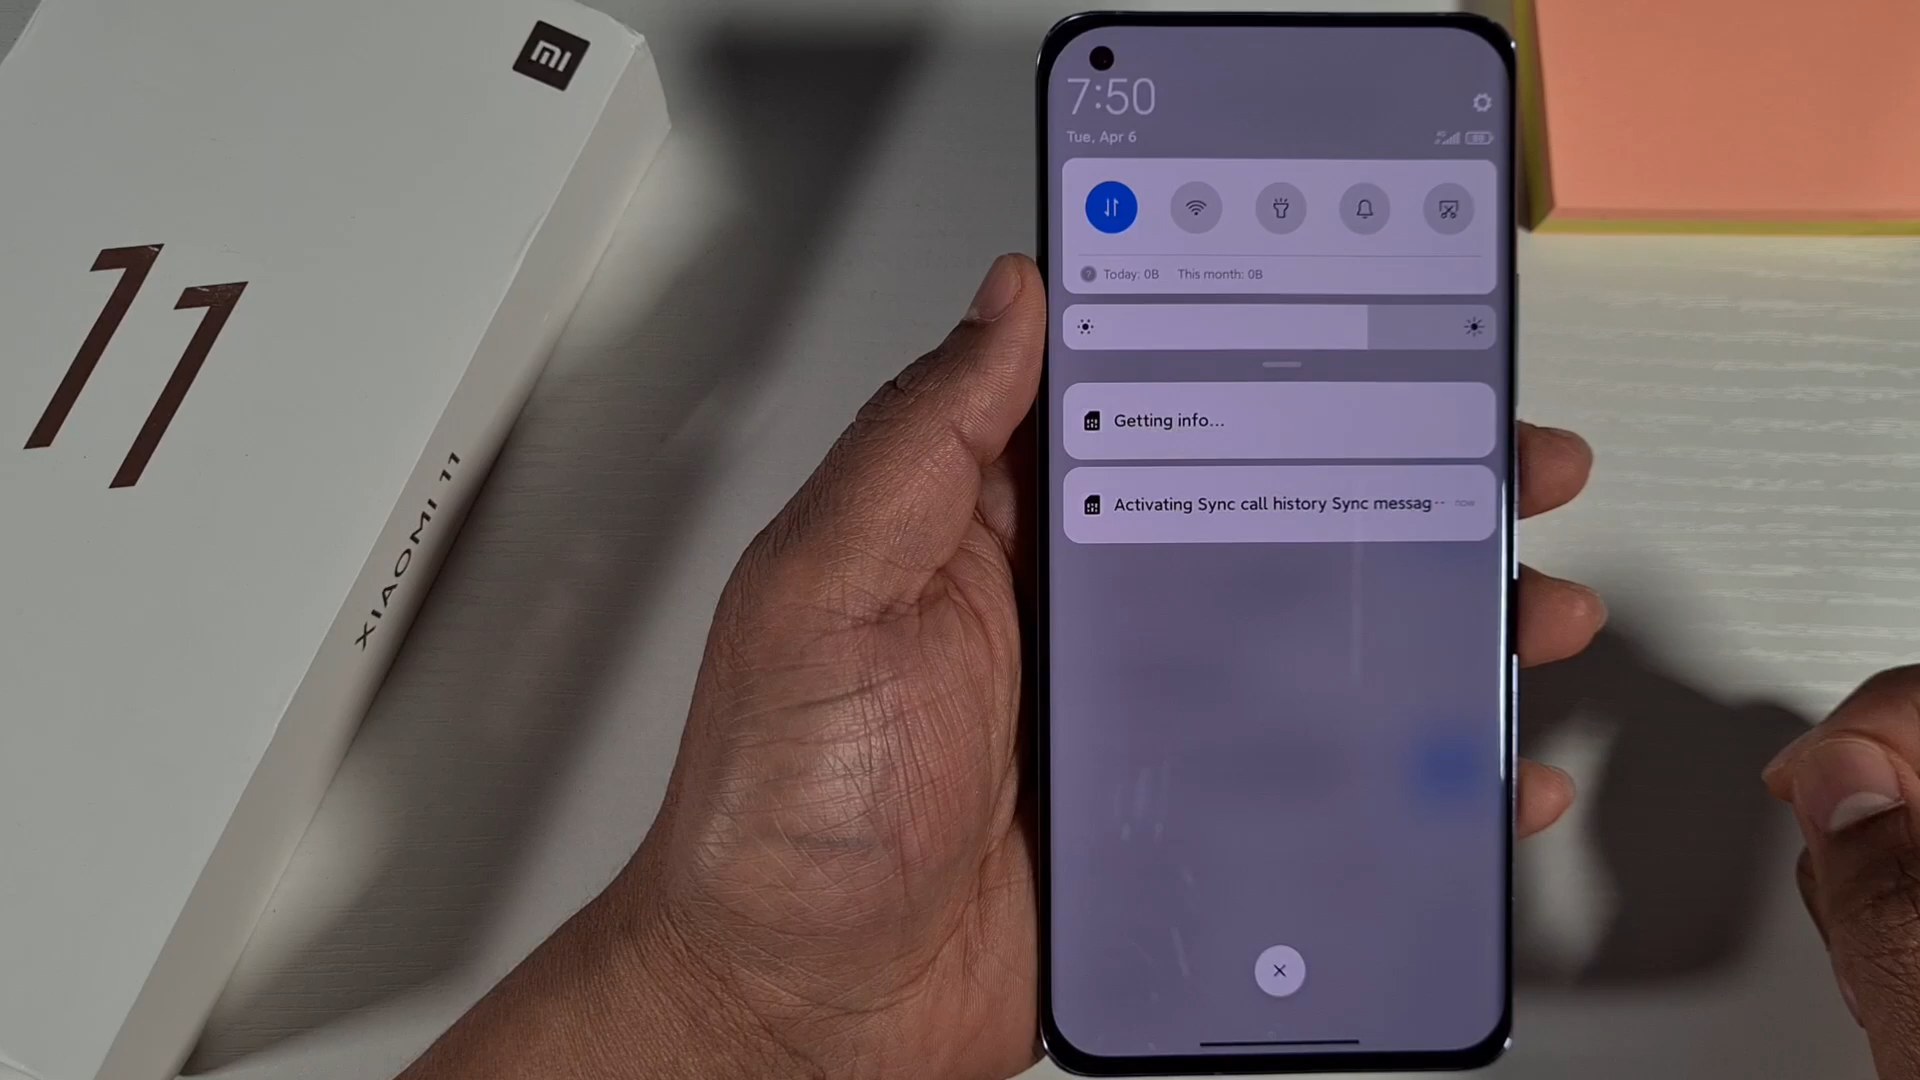 mi
11
XIAOMI 11
7:50
Tue, Apr 6
Today: 0B This month: 0B
Getting info...
Activating Sync call history Sync messag·· now